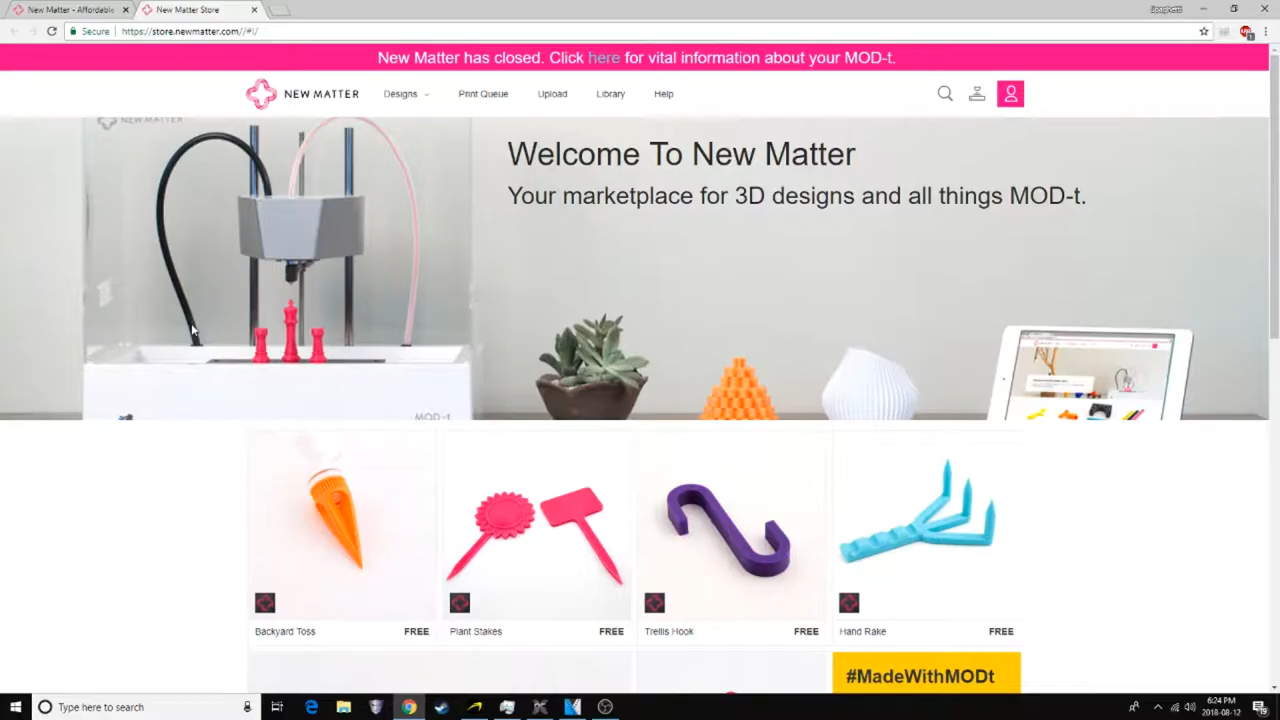 New Matter - Affordable
New Matter Store
Secure
https://store.newmatter.com//#!/
New Matter has closed. Click here for vital information about your MOD-t.
NEW MATTER
Designs
Print Queue
Upload
Library
Help
NEW MATTER
Welcome To New Matter
Your marketplace for 3D designs and all things MOD-t.
MOD-t
Backyard Toss
FREE
Plant Stakes
FREE
Trellis Hook
FREE
Hand Rake
FREE
#MadeWithMODt
Type here to search
6:24 PM
2018-08-12
19